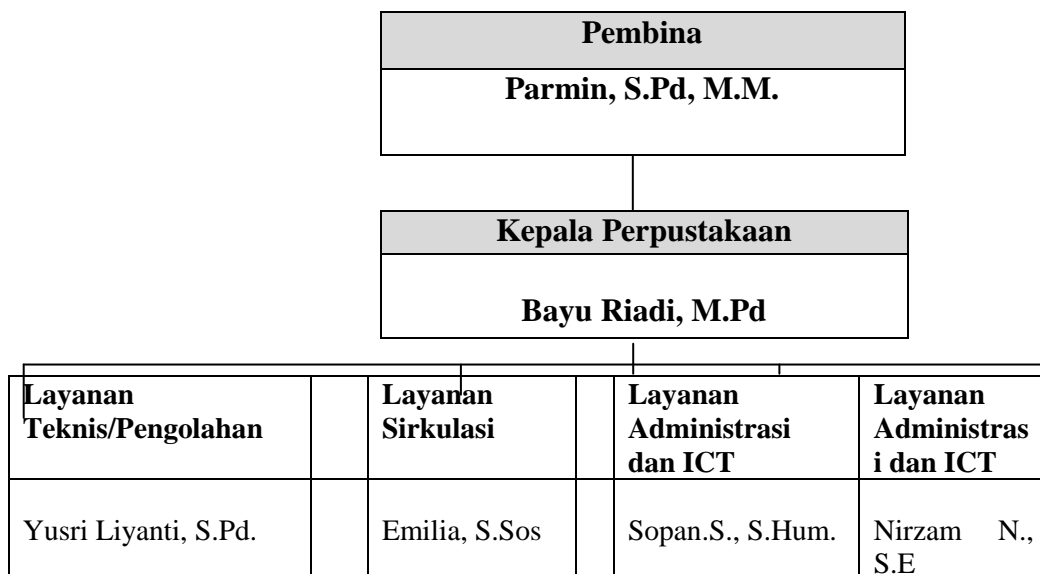 Pembina
Parmin, S.Pd, M.M.
Kepala Perpustakaan
Bayu Riadi, M.Pd
Layanan
Teknis/Pengolahan
Layanan
Sirkulasi
Layanan
Administrasi
dan ICT
Layanan
Administras
i dan ICT
Yusri Liyanti, S.Pd.
Emilia, S.Sos
Sopan.S., S.Hum.
Nirzam N.,
S.E